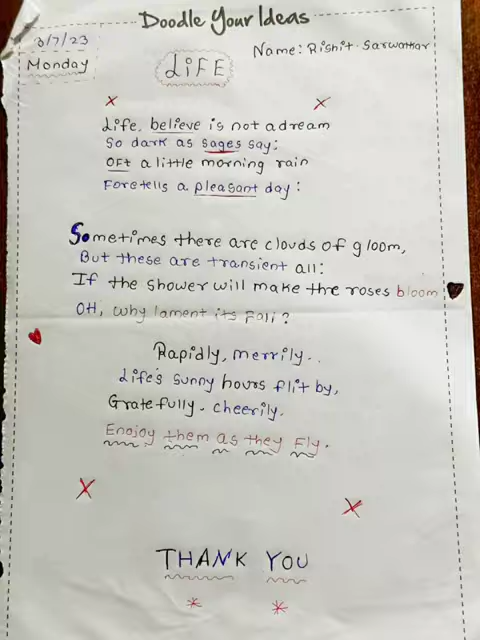 Doodle Your Ideas
3/7/23
Monday
Name: Rishit Sarwatkar
LIFE
Life, believe is not a dream
So dark as sages say:
OFT a little morning rain
Foretells a pleasant day:
Sometimes there are clouds of gloom,
But these are transient all:
If the shower will make the roses bloom
OH, why lament its Fall?
Rapidly, merrily..
Life's sunny hours flit by,
Gratefully. cheerily.
Enojoy them as they Fly.
THANK YOU